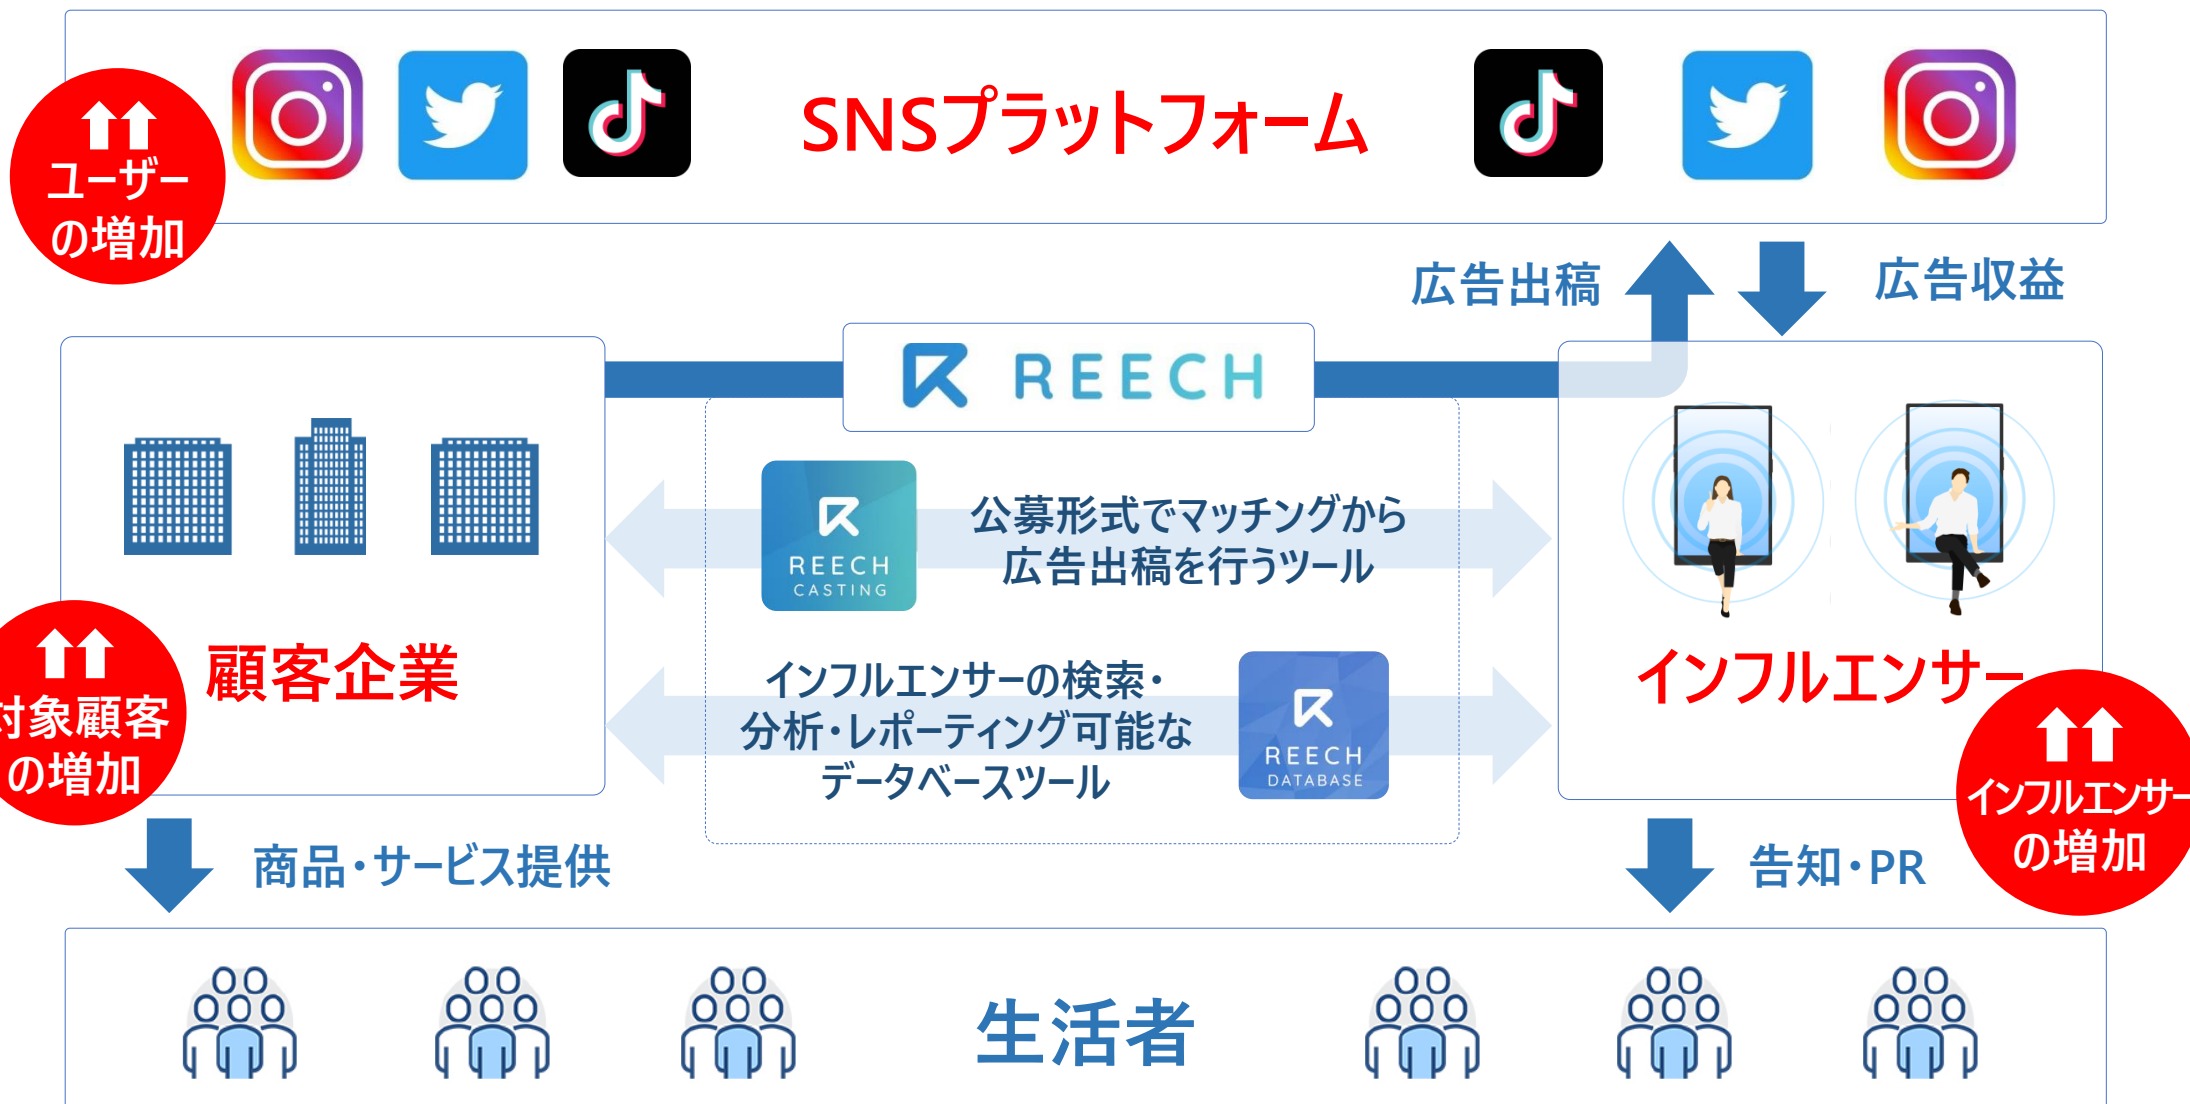 SNSプラットフォーム
ユーザー
の増加
広告出稿
広告収益
REECH
REECH
CASTING
公募形式でマッチングから
広告出稿を行うツール
顧客企業
対象顧客
の増加
インフルエンサーの検索・
分析・レポーティング可能な
データベースツール
REECH
DATABASE
インフルエンサー
インフルエンサー
の増加
商品・サービス提供
告知・PR
生活者